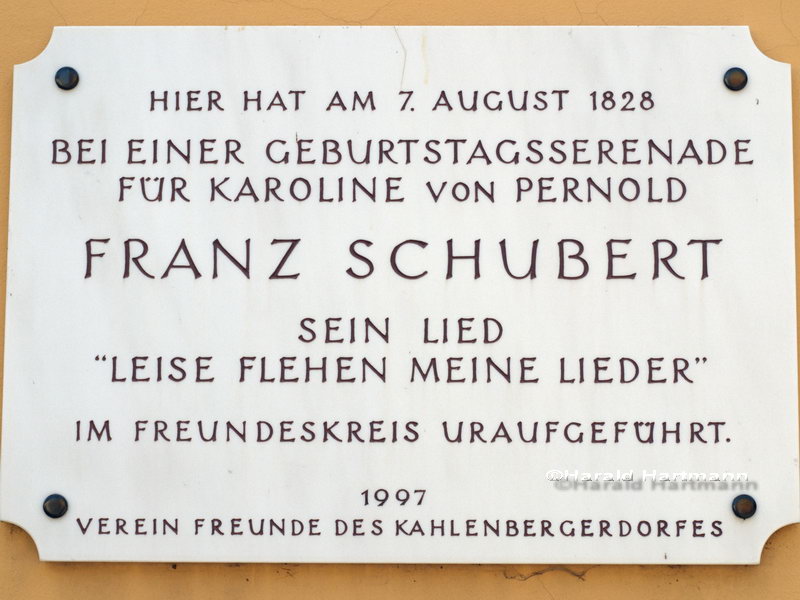 HIER HAT AM 7. AUGUST 1828
BEI EINER GEBURTSTAGSSERENADE
FÜR KAROLINE von PERNOLD
FRANZ SCHUBERT
SEIN LIED
“LEISE FLEHEN MEINE LIEDER”
IM FREUNDESKREIS URAUFGEFÜHRT.
©Harald Hartmann
1997
VEREIN FREUNDE DES KAHLENBERGERDORFES